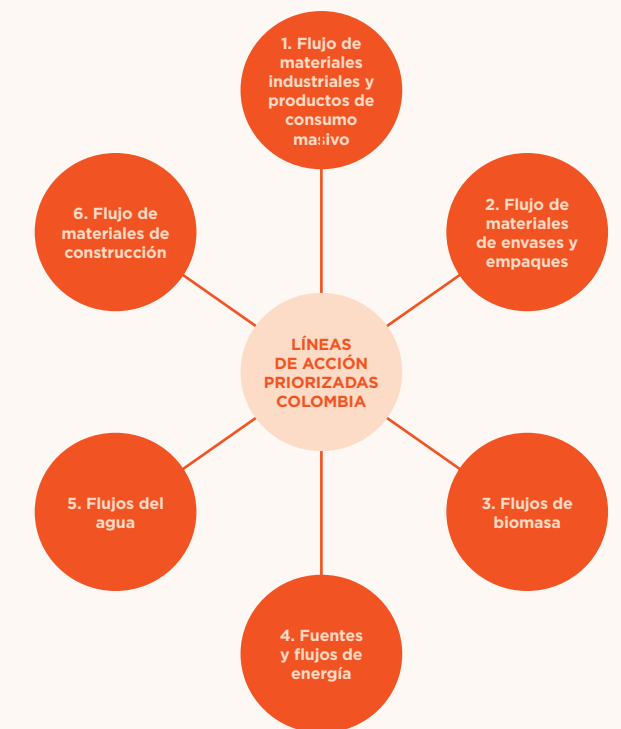 1. Flujo de
materiales
industriales y
productos de
consumo
masivo
2. Flujo de
materiales
de envases y
empaques
3. Flujos de
biomasa
4. Fuentes
y flujos de
energía
5. Flujos del
agua
6. Flujo de
materiales de
construcción
LÍNEAS
DE ACCIÓN
PRIORIZADAS
COLOMBIA